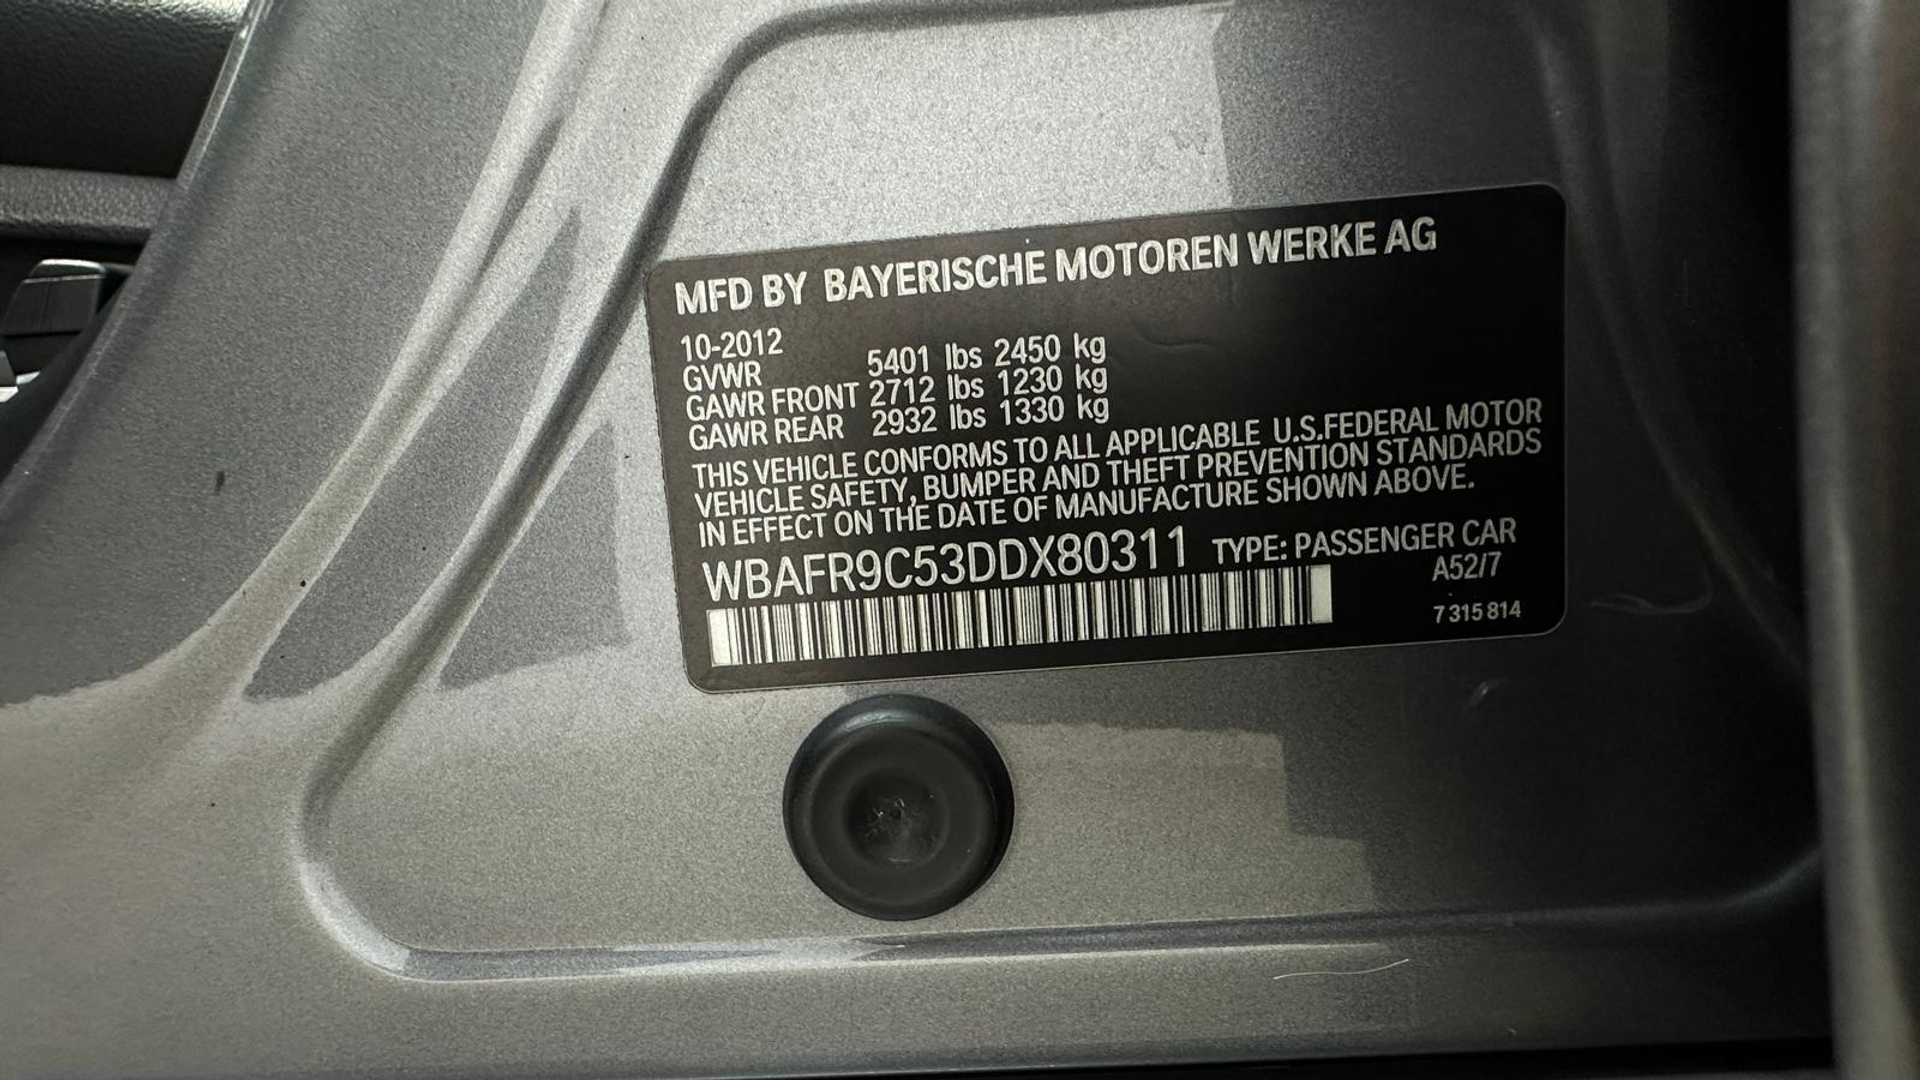 MFD BY BAYERISCHE MOTOREN WERKE AG
10-2012
GVWR 5401 lbs 2450 kg
GAWR FRONT 2712 lbs 1230 kg
GAWR REAR 2932 lbs 1330 kg
THIS VEHICLE CONFORMS TO ALL APPLICABLE U.S.FEDERAL MOTOR
VEHICLE SAFETY, BUMPER AND THEFT PREVENTION STANDARDS
IN EFFECT ON THE DATE OF MANUFACTURE SHOWN ABOVE.
WBAFR9C53DDX80311 TYPE: PASSENGER CAR
A52/7
7 315 814